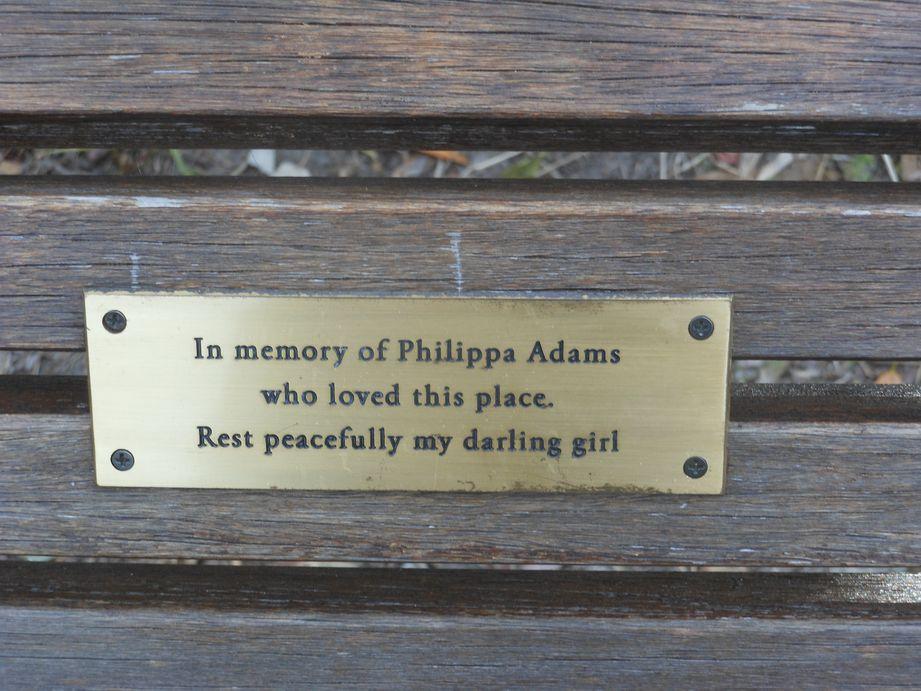 In memory of Philippa Adams
who loved this place.
Rest peacefully my darling girl